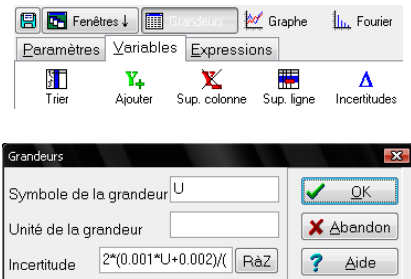 Fenêtres ↓ Grandeurs Graphe Fourier
Paramètres Variables Expressions
Trier Ajouter Sup. colonne Sup. ligne Incertitudes
Grandeurs
Symbole de la grandeur U OK
Unité de la grandeur Abandon
Incertitude 2*(0.001*U+0.002)/( RàZ Aide